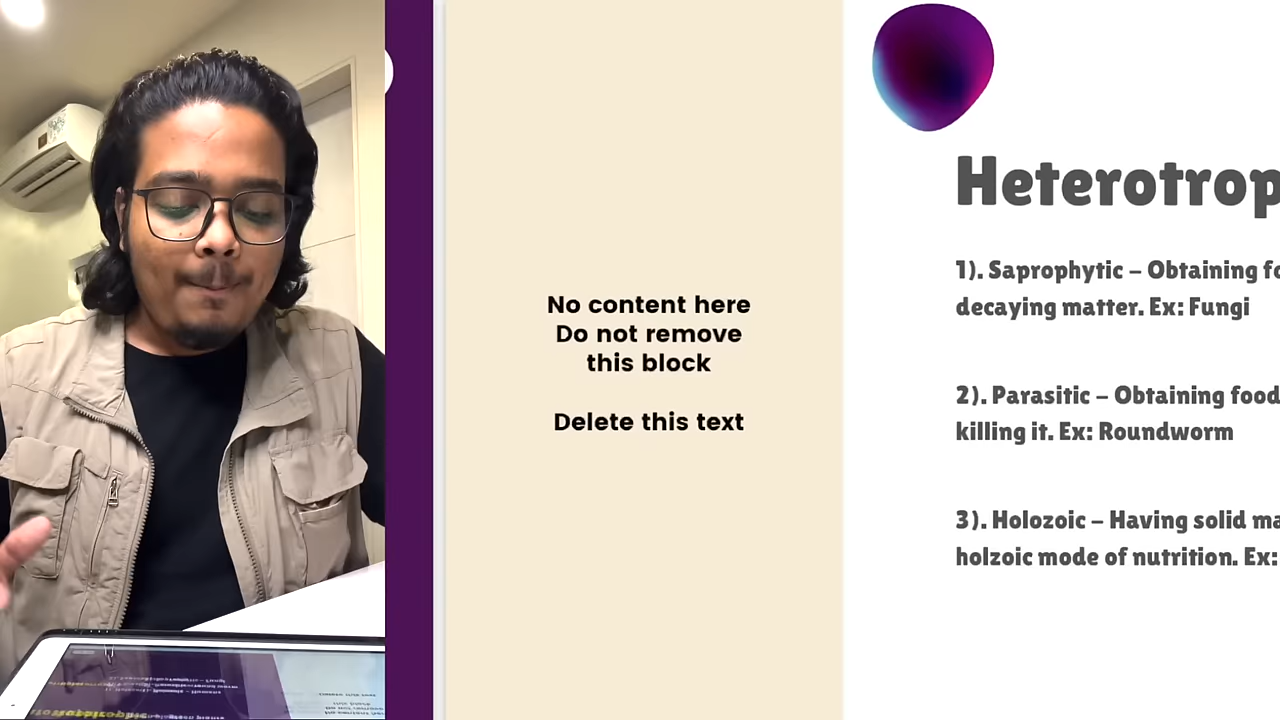 No content here
Do not remove
this block
Delete this text
Heterotrop
1). Saprophytic – Obtaining fo
decaying matter. Ex: Fungi
2). Parasitic – Obtaining food
killing it. Ex: Roundworm
3). Holozoic – Having solid ma
holzoic mode of nutrition. Ex: